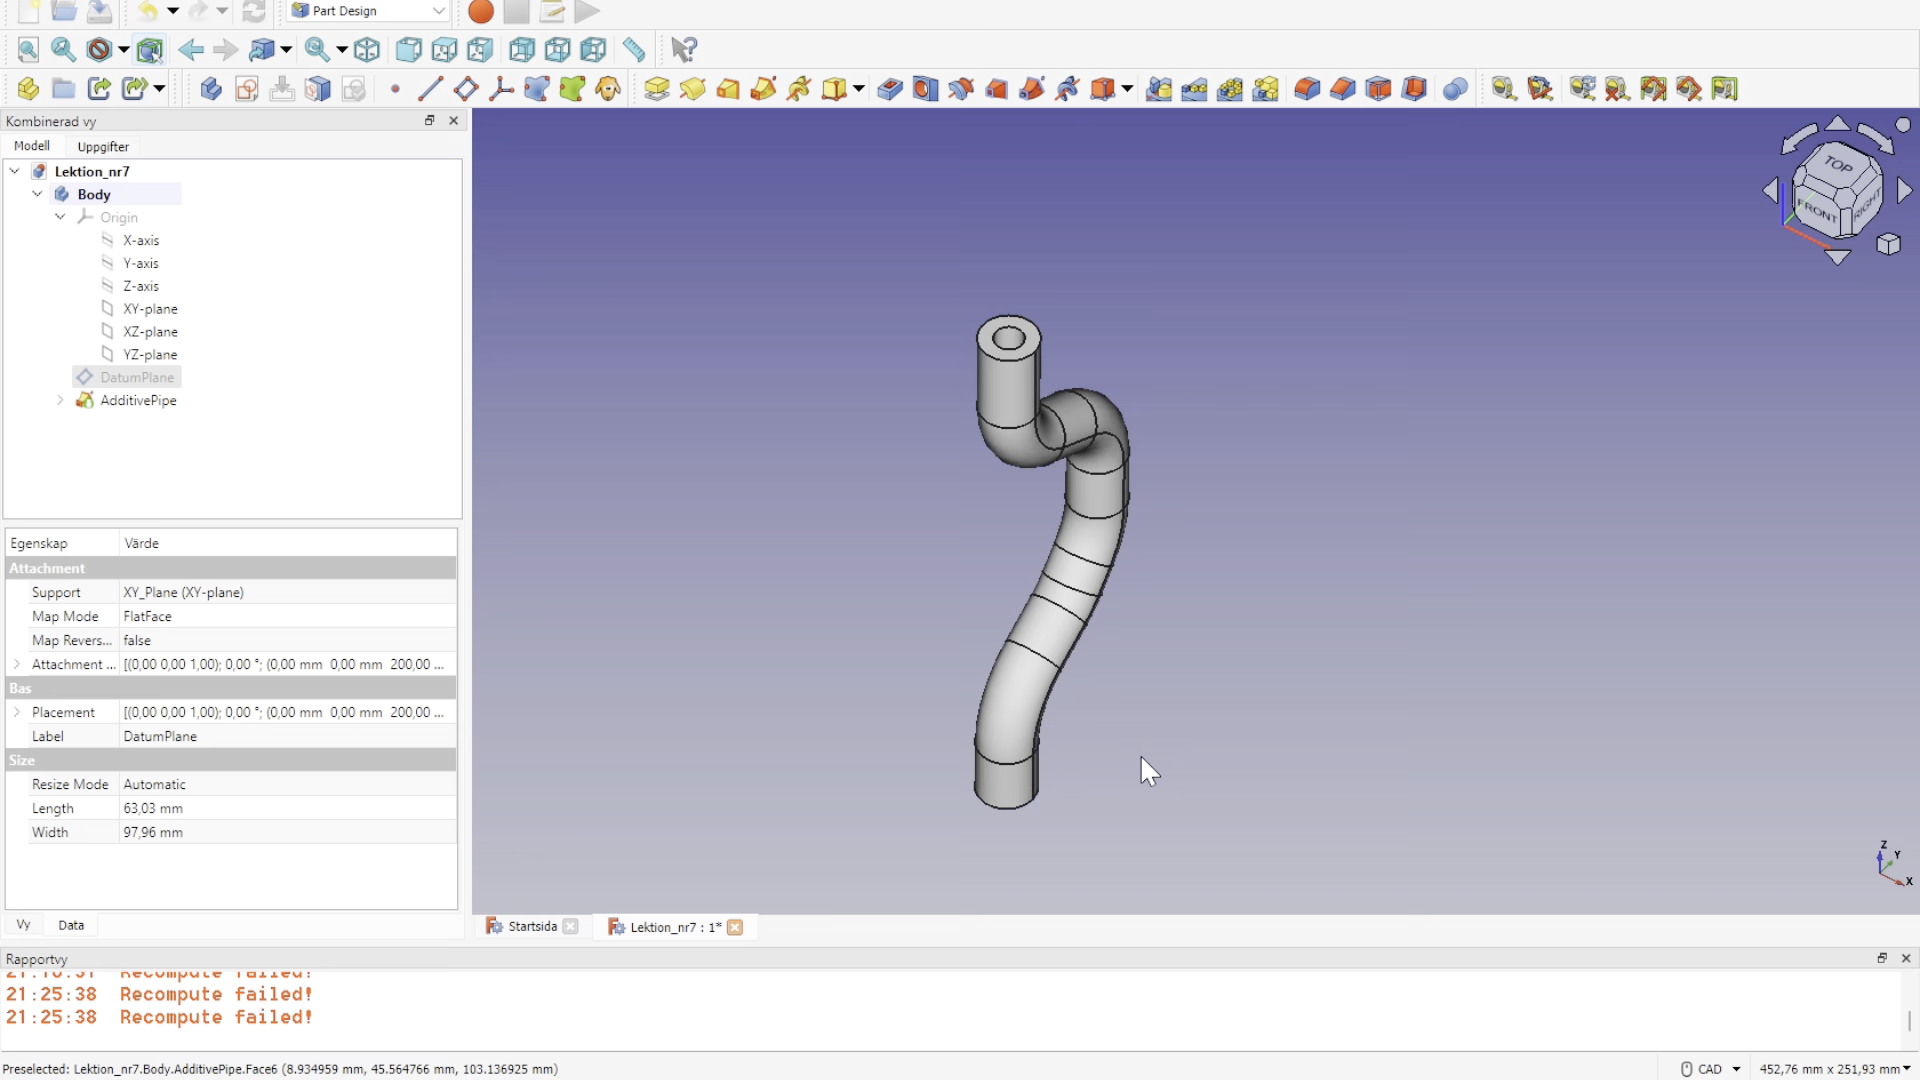 Part Design
Kombinerad vy
Modell
Uppgifter
Lektion_nr7
Body
Origin
X-axis
Y-axis
Z-axis
XY-plane
XZ-plane
YZ-plane
DatumPlane
AdditivePipe
Egenskap Värde
Attachment
Support XY_Plane (XY-plane)
Map Mode FlatFace
Map Revers... false
Attachment ... [(0,00 0,00 1,00); 0,00 °; (0,00 mm 0,00 mm 200,00 ...
Bas
Placement [(0,00 0,00 1,00); 0,00 °; (0,00 mm 0,00 mm 200,00 ...
Label DatumPlane
Size
Resize Mode Automatic
Length 63,03 mm
Width 97,96 mm
Vy
Data
TOP
FRONT
RIGHT
Z
Y
X
Startsida
Lektion_nr7 : 1*
Rapportvy
Recompute failed!
21:25:38 Recompute failed!
21:25:38 Recompute failed!
Preselected: Lektion_nr7.Body.AdditivePipe.Face6 (8.934959 mm, 45.564766 mm, 103.136925 mm)
CAD
452,76 mm x 251,93 mm